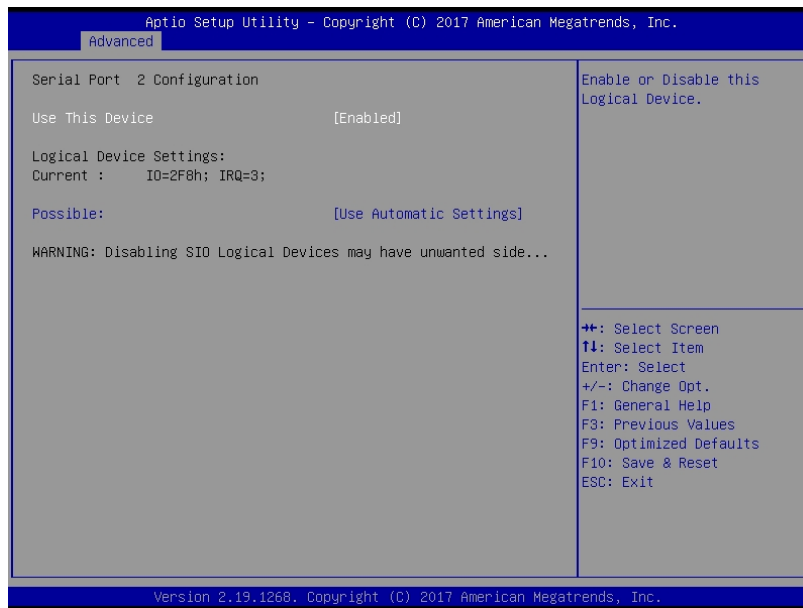 Aptio Setup Utility – Copyright (C) 2017 American Megatrends, Inc.
Advanced
Serial Port 2 Configuration
Use This Device [Enabled]
Logical Device Settings:
Current : IO=2F8h; IRQ=3;
Possible: [Use Automatic Settings]
WARNING: Disabling SIO Logical Devices may have unwanted side...
Enable or Disable this
Logical Device.
→←: Select Screen
↑↓: Select Item
Enter: Select
+/-: Change Opt.
F1: General Help
F3: Previous Values
F9: Optimized Defaults
F10: Save & Reset
ESC: Exit
Version 2.19.1268. Copyright (C) 2017 American Megatrends, Inc.